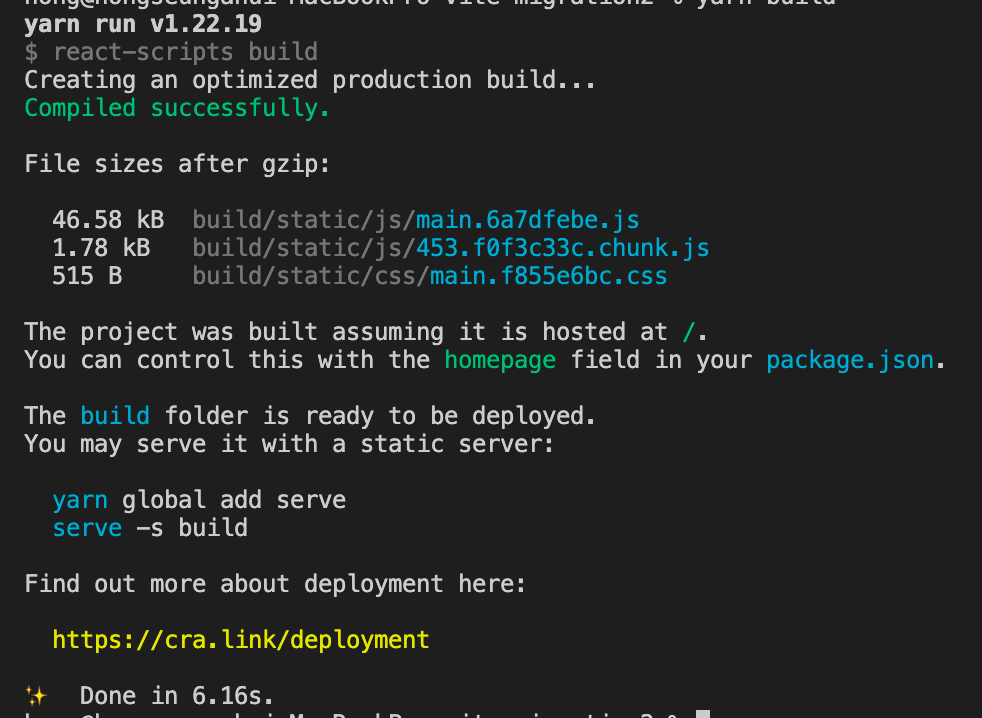 yarn build
yarn run v1.22.19
$ react-scripts build
Creating an optimized production build...
Compiled successfully.
File sizes after gzip:
46.58 kB build/static/js/main.6a7dfebe.js
1.78 kB build/static/js/453.f0f3c33c.chunk.js
515 B build/static/css/main.f855e6bc.css
The project was built assuming it is hosted at /.
You can control this with the homepage field in your package.json.
The build folder is ready to be deployed.
You may serve it with a static server:
yarn global add serve
serve -s build
Find out more about deployment here:
https://cra.link/deployment
✨ Done in 6.16s.